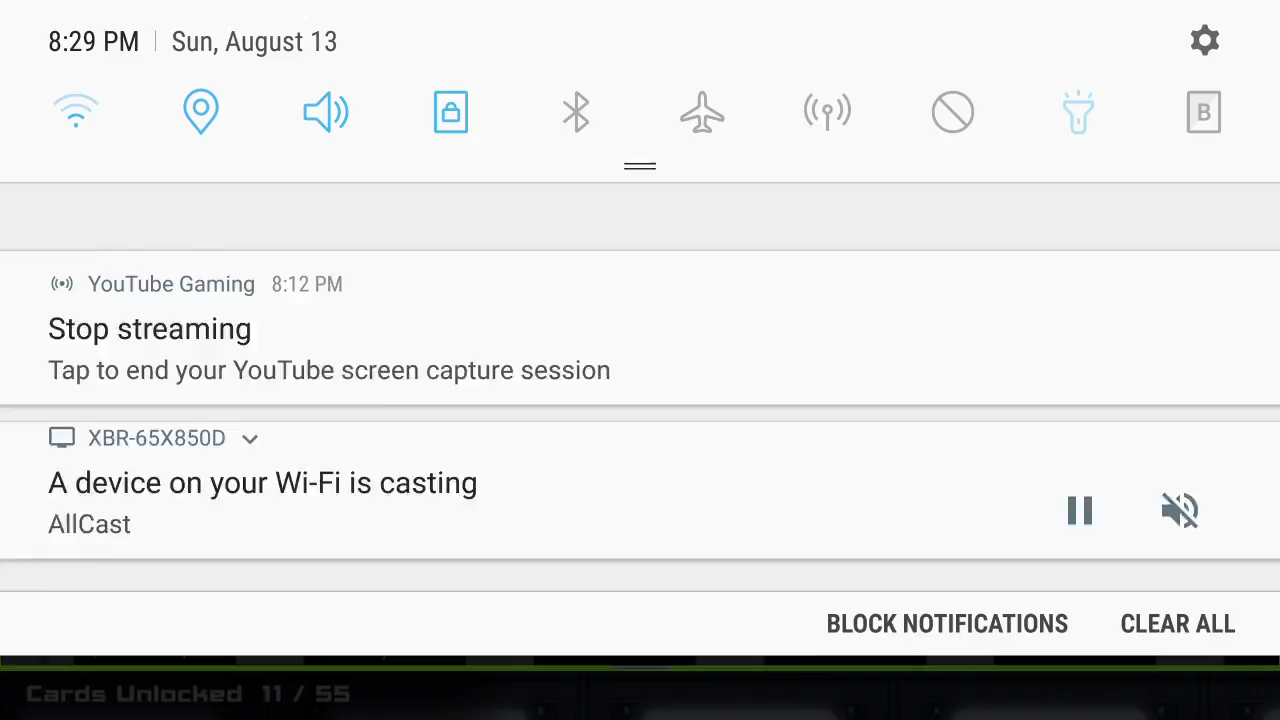 8:29 PM Sun, August 13
B
YouTube Gaming 8:12 PM
Stop streaming
Tap to end your YouTube screen capture session
XBR-65X850D
A device on your Wi-Fi is casting
AllCast
BLOCK NOTIFICATIONS CLEAR ALL
Cards Unlocked 11 / 55